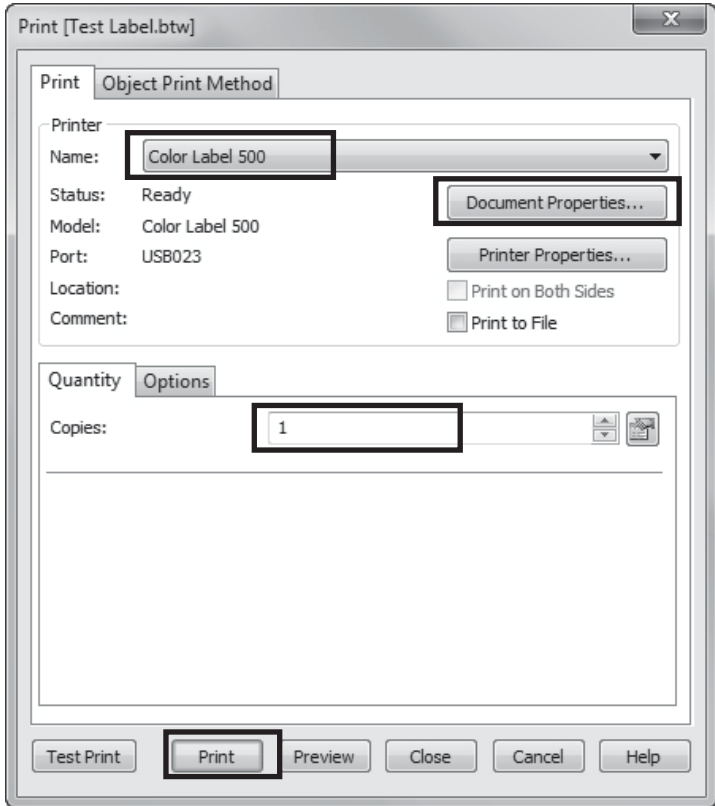 Print [Test Label.btw]
Print Object Print Method
Printer
Name: Color Label 500
Status: Ready Document Properties...
Model: Color Label 500
Port: USB023 Printer Properties...
Location: Print on Both Sides
Comment: Print to File
Quantity Options
Copies: 1
Test Print Print Preview Close Cancel Help